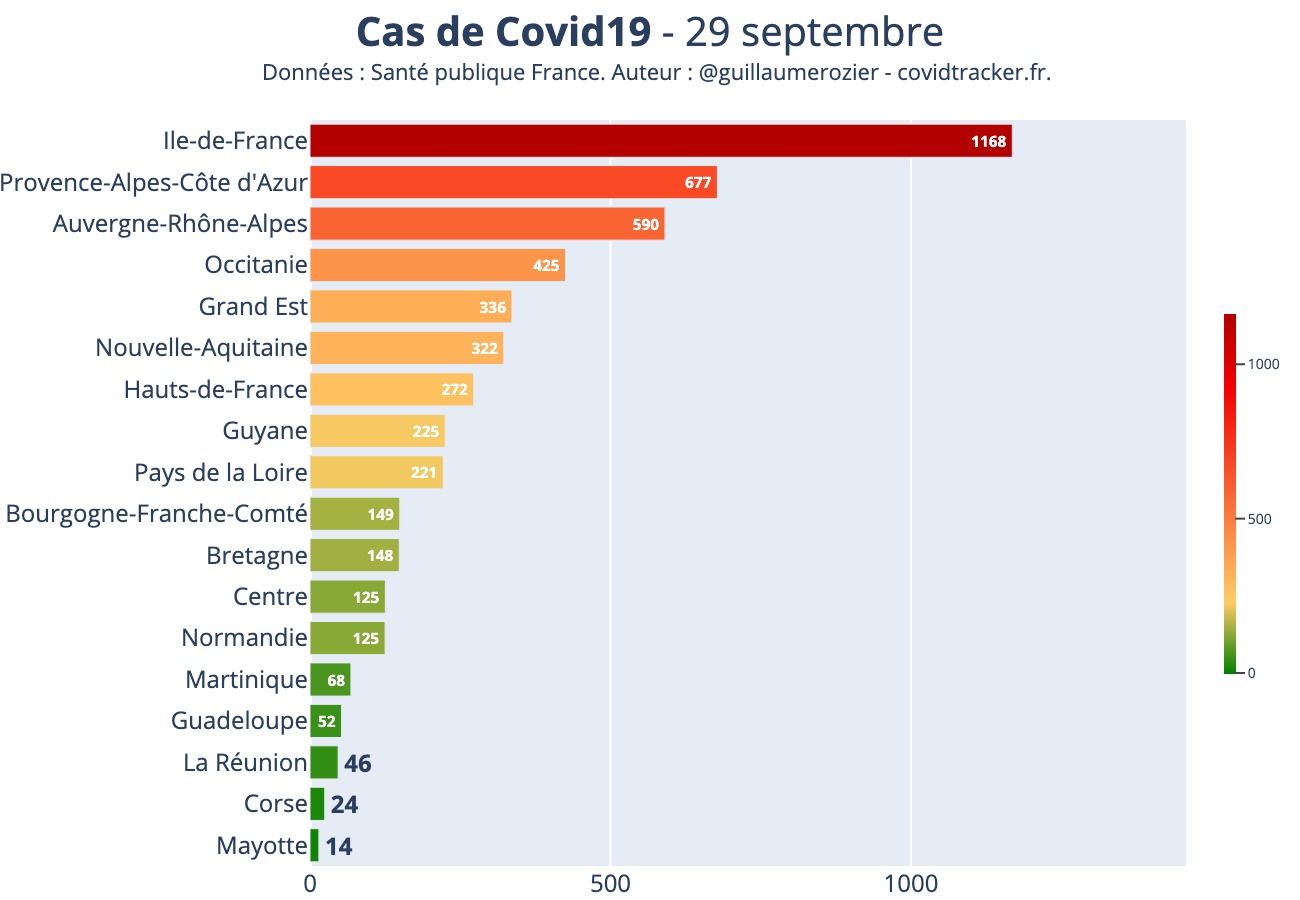 Cas de Covid19 - 29 septembre
Données : Santé publique France. Auteur : @guillaumerozier - covidtracker.fr.
Ile-de-France 1168
Provence-Alpes-Côte d'Azur 677
Auvergne-Rhône-Alpes 590
Occitanie 425
Grand Est 336
Nouvelle-Aquitaine 322
Hauts-de-France 272
Guyane 225
Pays de la Loire 221
Bourgogne-Franche-Comté 149
Bretagne 148
Centre 125
Normandie 125
Martinique 68
Guadeloupe 52
La Réunion 46
Corse 24
Mayotte 14
0 500 1000
1000
500
0